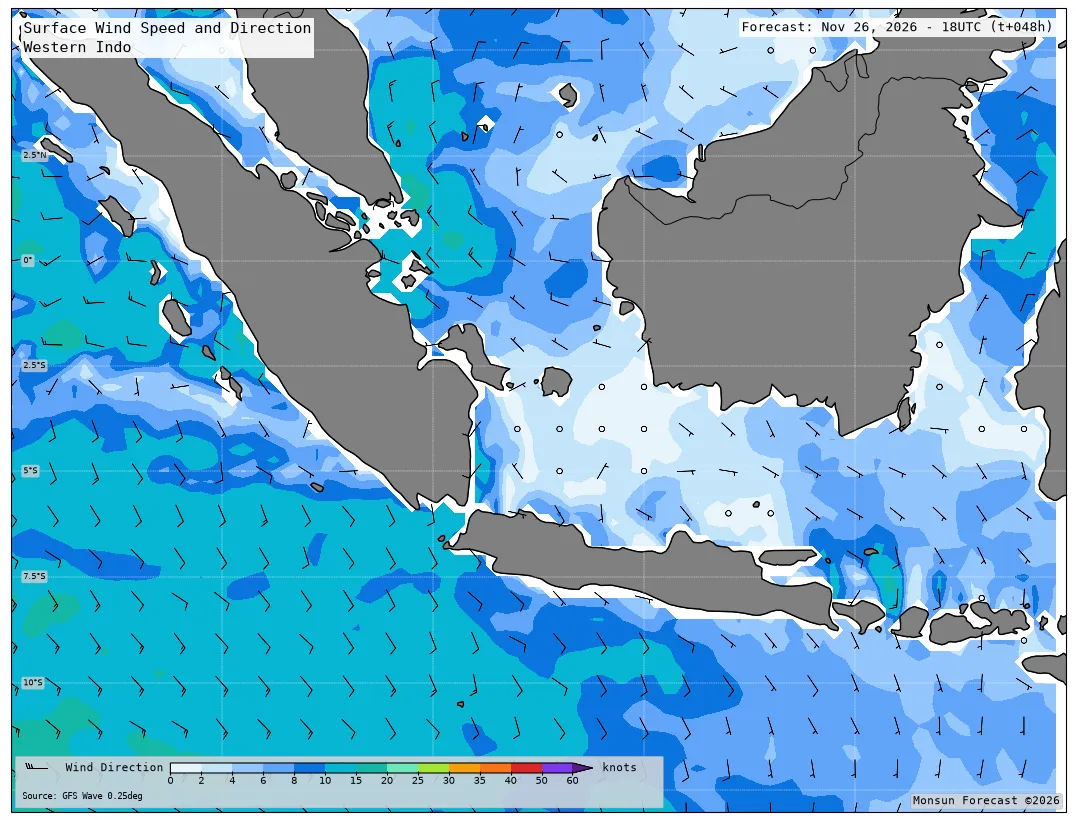 Surface Wind Speed and Direction
Western Indo
Forecast: Nov 26, 2026 - 18UTC (t+048h)
2.5°N
0°
2.5°S
5°S
7.5°S
10°S
Wind Direction
0 2 4 6 8 10 15 20 25 30 35 40 50 60
knots
Source: GFS Wave 0.25deg
Monsun Forecast ©2026